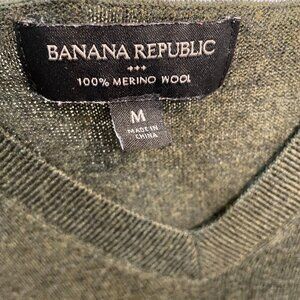 BANANA REPUBLIC
+++
100% MERINO WOOL
M
MADE IN
CHINA